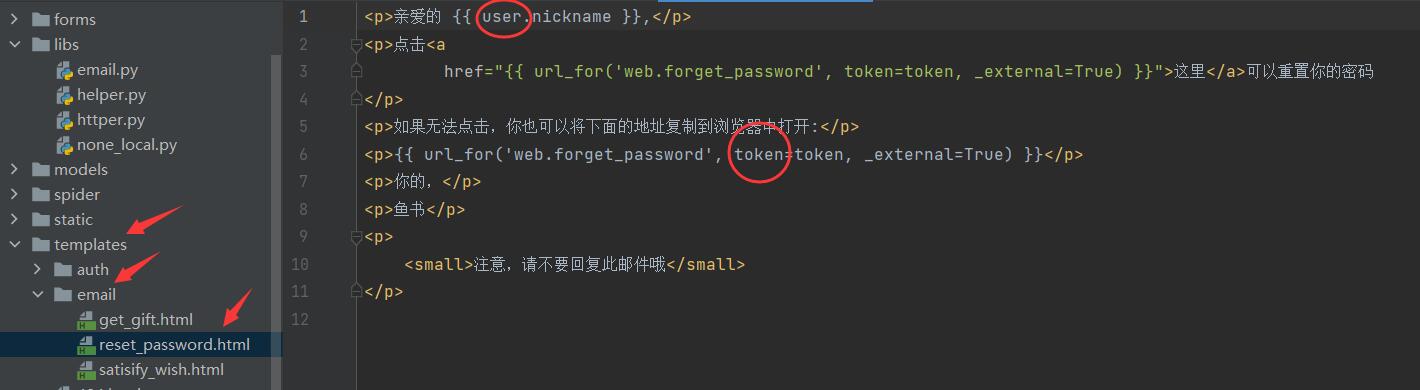 forms
libs
email.py
helper.py
httper.py
none_local.py
models
spider
static
templates
auth
email
get_gift.html
reset_password.html
satisify_wish.html
1 <p>亲爱的 {{ user.nickname }},</p>
2 <p>点击<a
3 href="{{ url_for('web.forget_password', token=token, _external=True) }}">这里</a>可以重置你的密码
4 </p>
5 <p>如果无法点击，你也可以将下面的地址复制到浏览器中打开:</p>
6 <p>{{ url_for('web.forget_password', token=token, _external=True) }}</p>
7 <p>你的，</p>
8 <p>鱼书</p>
9 <p>
10 <small>注意，请不要回复此邮件哦</small>
11 </p>
12